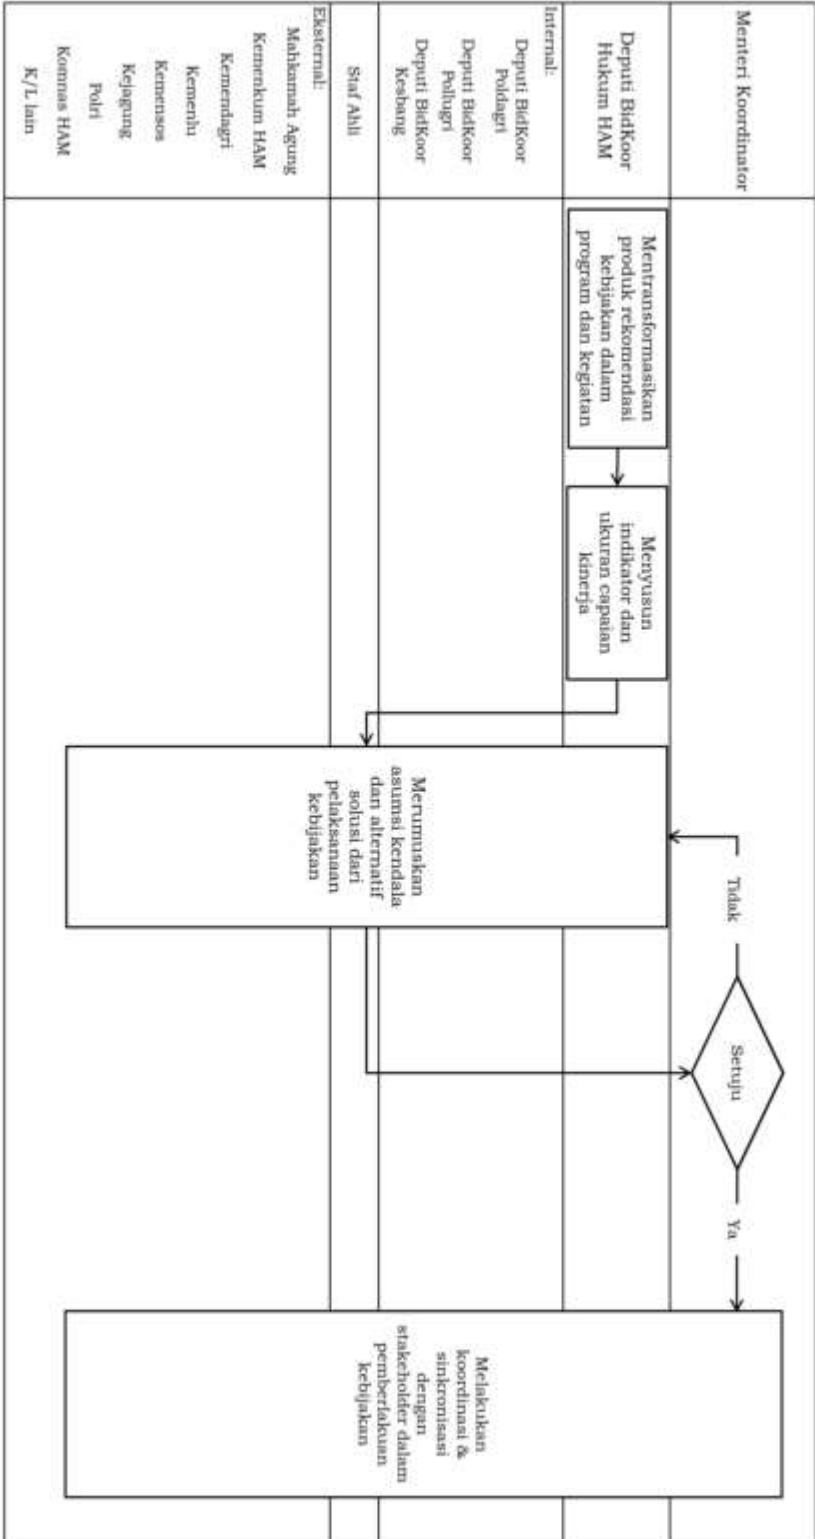 Menteri Koordinator
Deputi BidKoor
Hukum HAM
Internal:
Deputi BidKoor
Poldagri
Deputi BidKoor
Pollugri
Deputi BidKoor
Kesbang
Staf Ahli
Eksternal:
Mahkamah Agung
Kemenkum HAM
Kemendagri
Kemenlu
Kemensos
Kejagung
Polri
Komnas HAM
K/L lain
Mentransformasikan
produk rekomendasi
kebijakan dalam
program dan kegiatan
Menyusun
indikator dan
ukuran capaian
kinerja
Merumuskan
asumsi kendala
dan alternatif
solusi dari
pelaksanaan
kebijakan
Tidak
Setuju
Ya
Melakukan
koordinasi &
sinkronisasi
dengan
stakeholder dalam
pemberlakuan
kebijakan